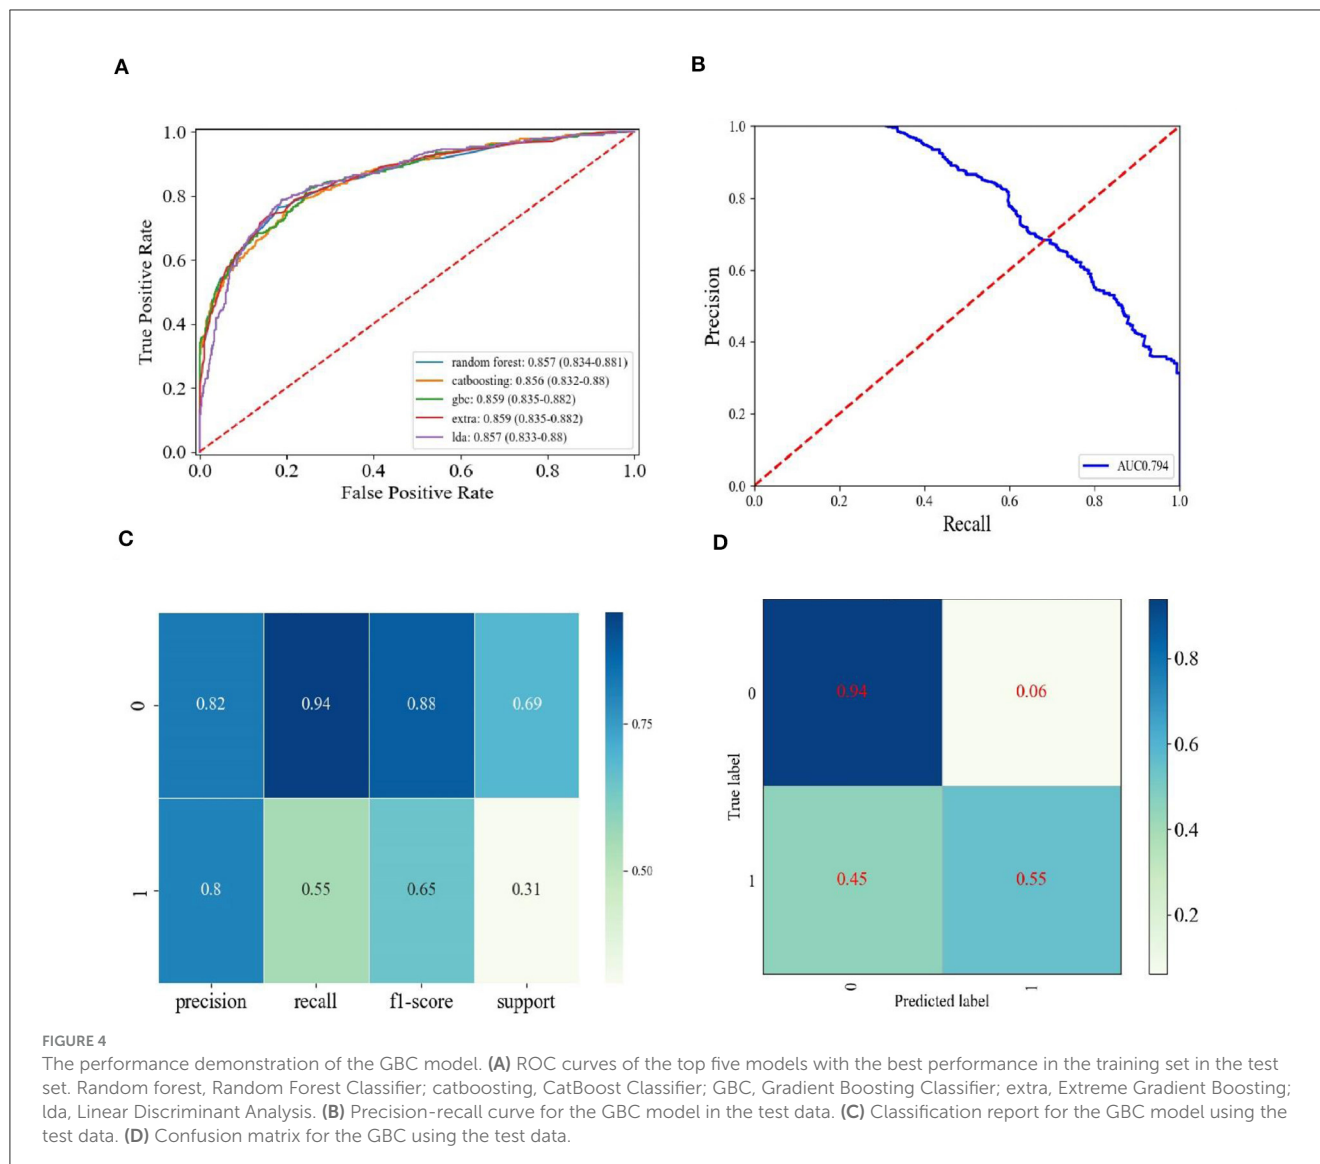 A
1.0
0.8
0.6
0.4
0.2
0.0
True Positive Rate
random forest: 0.857 (0.834-0.881)
catboosting: 0.856 (0.832-0.88)
gbc: 0.859 (0.835-0.882)
extra: 0.859 (0.835-0.882)
lda: 0.857 (0.833-0.88)
0.0 0.2 0.4 0.6 0.8 1.0
False Positive Rate
B
1.0
0.8
0.6
0.4
0.2
0.0
Precision
AUC0.794
0.0 0.2 0.4 0.6 0.8 1.0
Recall
C
0 0.82 0.94 0.88 0.69
1 0.8 0.55 0.65 0.31
precision recall f1-score support
0.75
0.50
D
True label
0 0.94 0.06
1 0.45 0.55
0 1
Predicted label
0.8
0.6
0.4
0.2
FIGURE 4
The performance demonstration of the GBC model. (A) ROC curves of the top five models with the best performance in the training set in the test
set. Random forest, Random Forest Classifier; catboosting, CatBoost Classifier; GBC, Gradient Boosting Classifier; extra, Extreme Gradient Boosting;
lda, Linear Discriminant Analysis. (B) Precision-recall curve for the GBC model in the test data. (C) Classification report for the GBC model using the
test data. (D) Confusion matrix for the GBC using the test data.